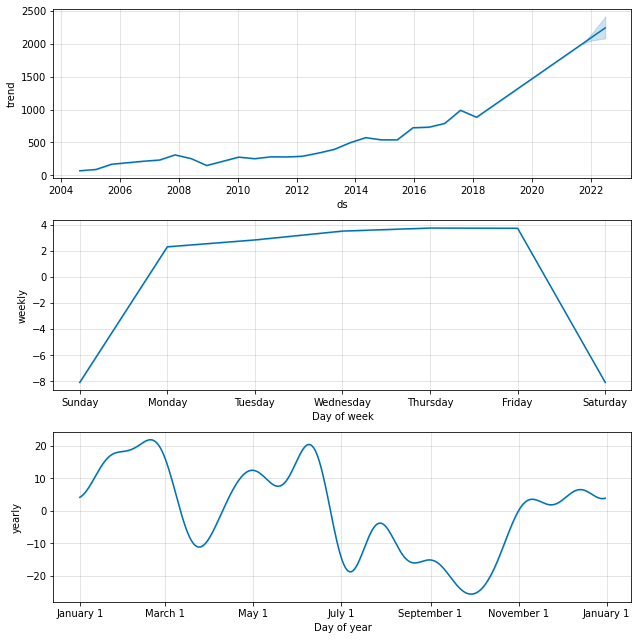 2500
2000
1500
1000
500
0
trend
2004 2006 2008 2010 2012 2014 2016 2018 2020 2022
ds
4
2
0
−2
−4
−6
−8
weekly
Sunday Monday Tuesday Wednesday Thursday Friday Saturday
Day of week
20
10
0
−10
−20
yearly
January 1 March 1 May 1 July 1 September 1 November 1 January 1
Day of year